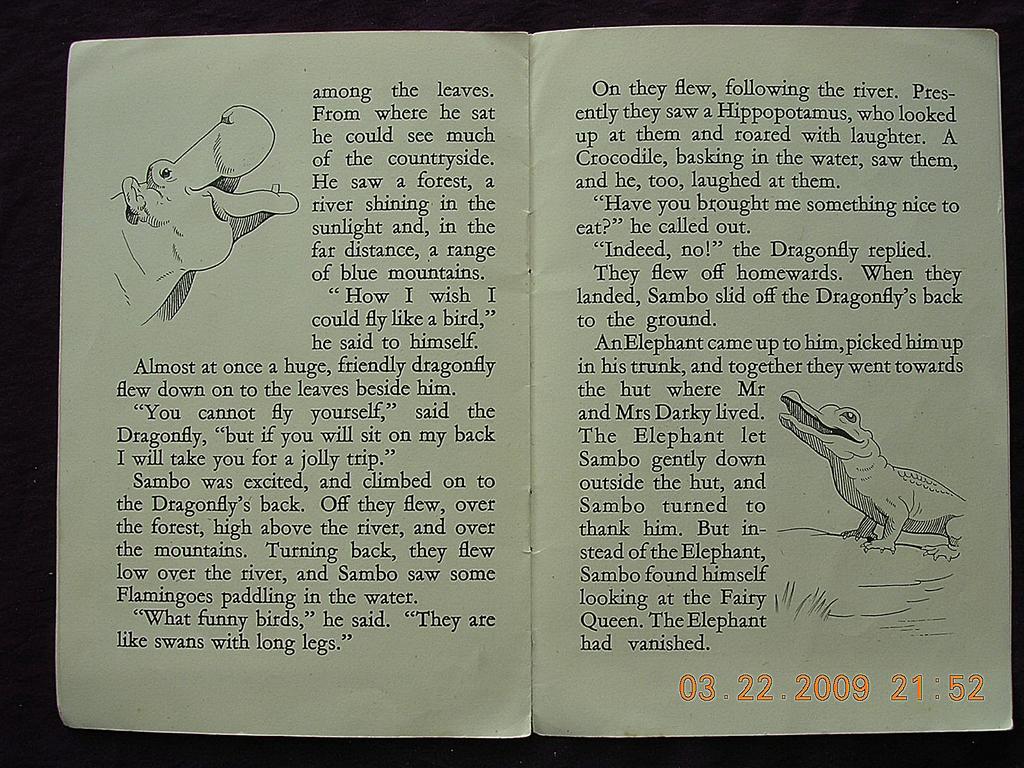 among the leaves.
From where he sat
he could see much
of the countryside.
He saw a forest, a
river shining in the
sunlight and, in the
far distance, a range
of blue mountains.
“How I wish I
could fly like a bird,”
he said to himself.
Almost at once a huge, friendly dragonfly
flew down on to the leaves beside him.
“You cannot fly yourself,” said the
Dragonfly, “but if you will sit on my back
I will take you for a jolly trip.”
Sambo was excited, and climbed on to
the Dragonfly’s back. Off they flew, over
the forest, high above the river, and over
the mountains. Turning back, they flew
low over the river, and Sambo saw some
Flamingoes paddling in the water.
“What funny birds,” he said. “They are
like swans with long legs.”
On they flew, following the river. Pres-
ently they saw a Hippopotamus, who looked
up at them and roared with laughter. A
Crocodile, basking in the water, saw them,
and he, too, laughed at them.
“Have you brought me something nice to
eat?” he called out.
“Indeed, no!” the Dragonfly replied.
They flew off homewards. When they
landed, Sambo slid off the Dragonfly’s back
to the ground.
An Elephant came up to him, picked him up
in his trunk, and together they went towards
the hut where Mr
and Mrs Darky lived.
The Elephant let
Sambo gently down
outside the hut, and
Sambo turned to
thank him. But in-
stead of the Elephant,
Sambo found himself
looking at the Fairy
Queen. The Elephant
had vanished.
03.22.2009 21:52